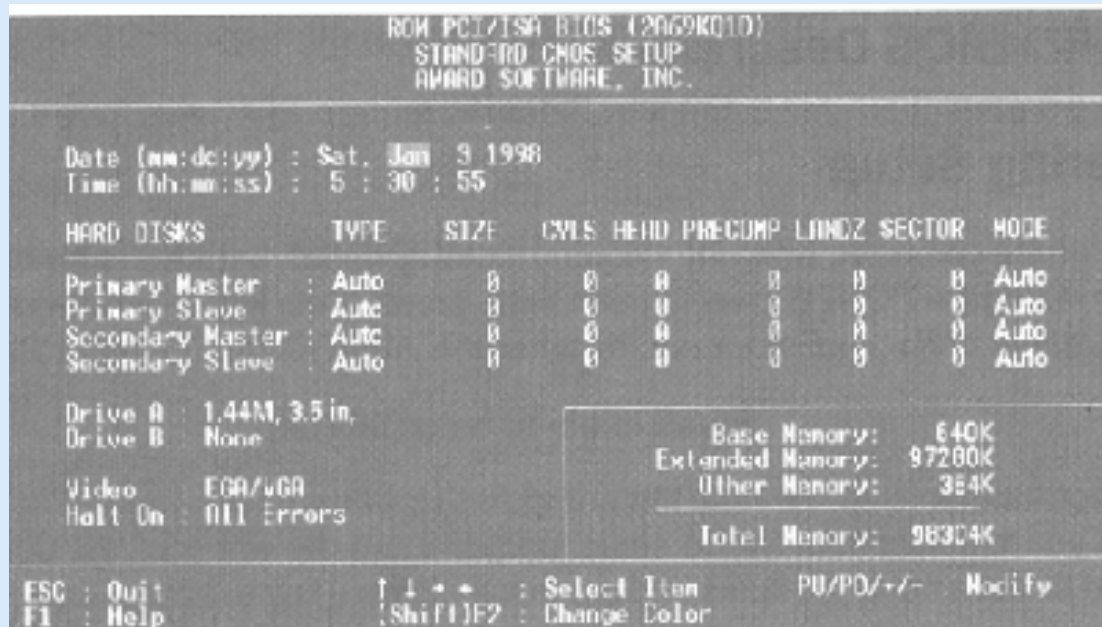 ROM PCI/ISA BIOS (2A69KQ1D)
STANDARD CMOS SETUP
AWARD SOFTWARE, INC.
Date (mm:dd:yy) : Sat, Jan 3 1998
Time (hh:mm:ss) : 5 : 30 : 55
HARD DISKS TYPE SIZE CYLS HEAD PRECOMP LANDZ SECTOR MODE
Primary Master : Auto 0 0 0 0 0 0 Auto
Primary Slave : Auto 0 0 0 0 0 0 Auto
Secondary Master : Auto 0 0 0 0 0 0 Auto
Secondary Slave : Auto 0 0 0 0 0 0 Auto
Drive A : 1.44M, 3.5 in,
Drive B : None
Base Memory: 640K
Extended Memory: 97280K
Other Memory: 384K
Video EGA/VGA
Halt On : All Errors
Total Memory: 98304K
ESC : Quit ↑ ↓ → ← : Select Item PU/PD/+/- : Modify
F1 : Help (Shift)F2 : Change Color